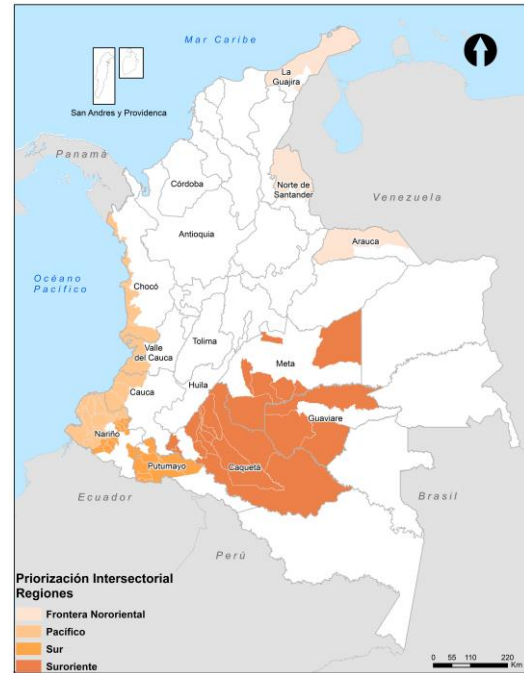 Mar Caribe
La
Guajira
San Andres y Providenca
Panamá
Norte de
Santander
Venezuela
Córdoba
Antioquia
Arauca
Océano
Pacífico
Chocó
Tolima
Valle
del Cauca
Meta
Huila
Cauca
Guaviare
Nariño
Putumayo
Caquetá
Ecuador
Brasil
Perú
Priorización Intersectorial
Regiones
Frontera Nororiental
Pacífico
Sur
Suroriente
0 55 110 220
Km